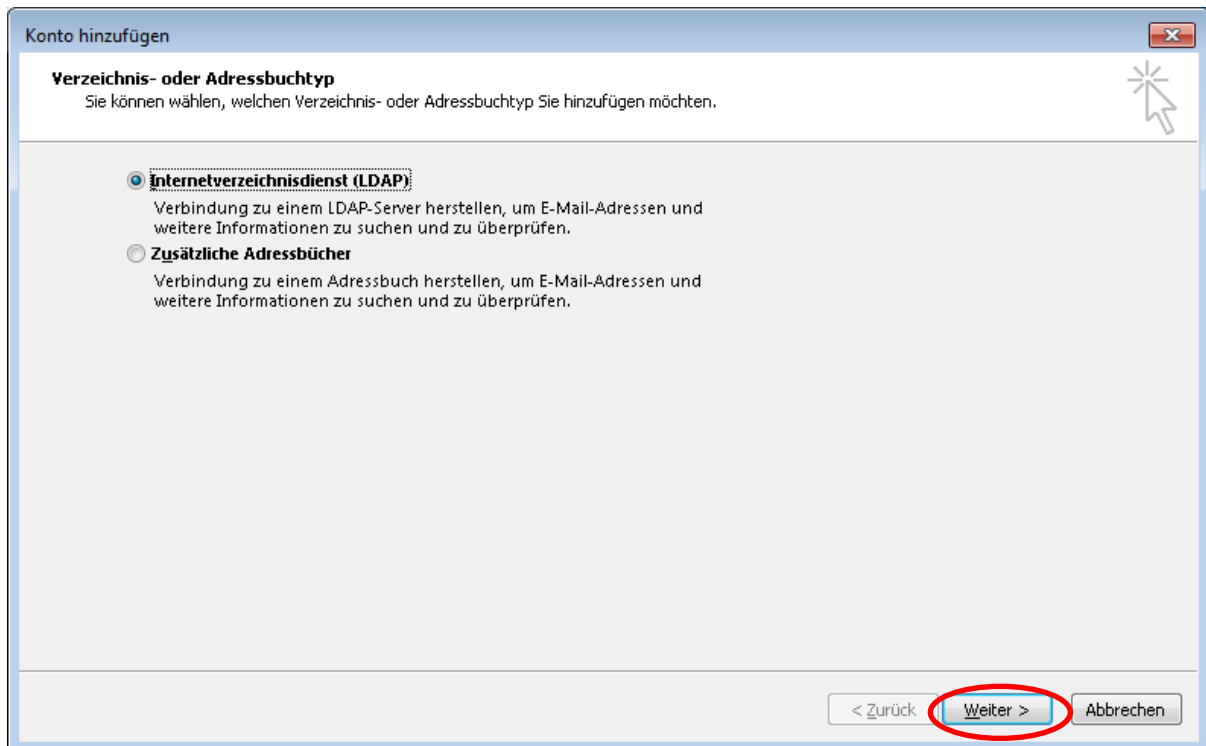 Konto hinzufügen
Verzeichnis- oder Adressbuchtyp
Sie können wählen, welchen Verzeichnis- oder Adressbuchtyp Sie hinzufügen möchten.
Internetverzeichnisdienst (LDAP)
Verbindung zu einem LDAP-Server herstellen, um E-Mail-Adressen und
weitere Informationen zu suchen und zu überprüfen.
Zusätzliche Adressbücher
Verbindung zu einem Adressbuch herstellen, um E-Mail-Adressen und
weitere Informationen zu suchen und zu überprüfen.
< Zurück Weiter > Abbrechen